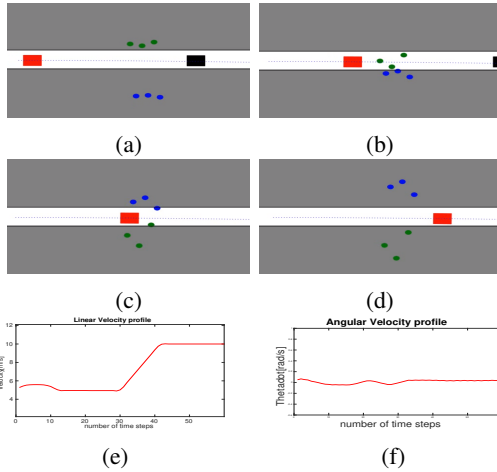 (a)
(b)
(c)
(d)
Linear Velocity profile
12
10
8
6
4
0
10
20
30
40
50
number of time steps
(e)
Angular Velocity profile
Thetadot[rad/s]
number of time steps
(f)